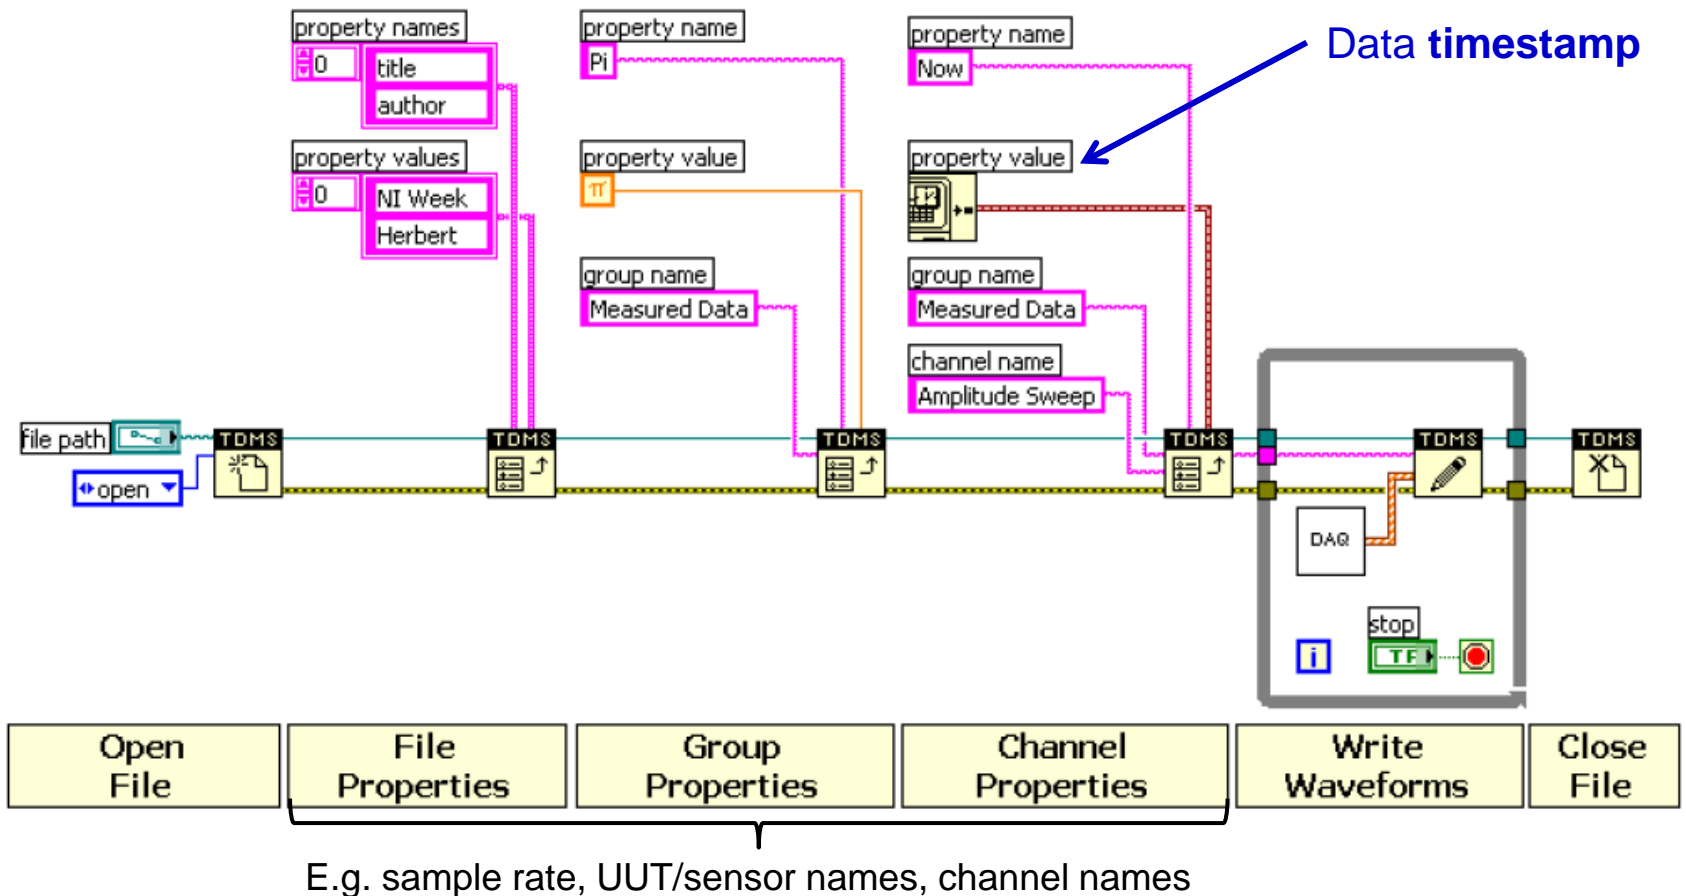 property names
0
title
author
property values
0
NI Week
Herbert
property name
Pi
property value
π
group name
Measured Data
property name
Now
property value
group name
Measured Data
channel name
Amplitude Sweep
Data timestamp
file path
open
TDMS
TDMS
TDMS
TDMS
TDMS
TDMS
DAQ
stop
TF
i
Open
File
File
Properties
Group
Properties
Channel
Properties
Write
Waveforms
Close
File
E.g. sample rate, UUT/sensor names, channel names